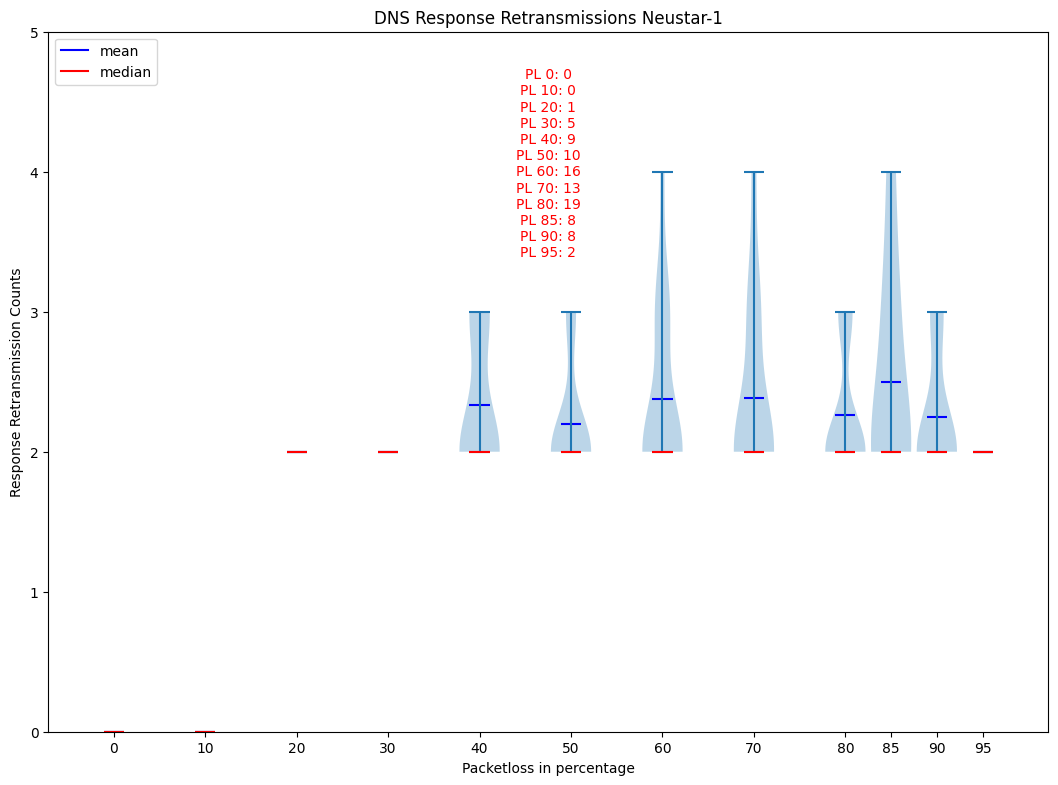 DNS Response Retransmissions Neustar-1
mean
median
PL 0: 0
PL 10: 0
PL 20: 1
PL 30: 5
PL 40: 9
PL 50: 10
PL 60: 16
PL 70: 13
PL 80: 19
PL 85: 8
PL 90: 8
PL 95: 2
Response Retransmission Counts
5
4
3
2
1
0
0 10 20 30 40 50 60 70 80 85 90 95
Packetloss in percentage